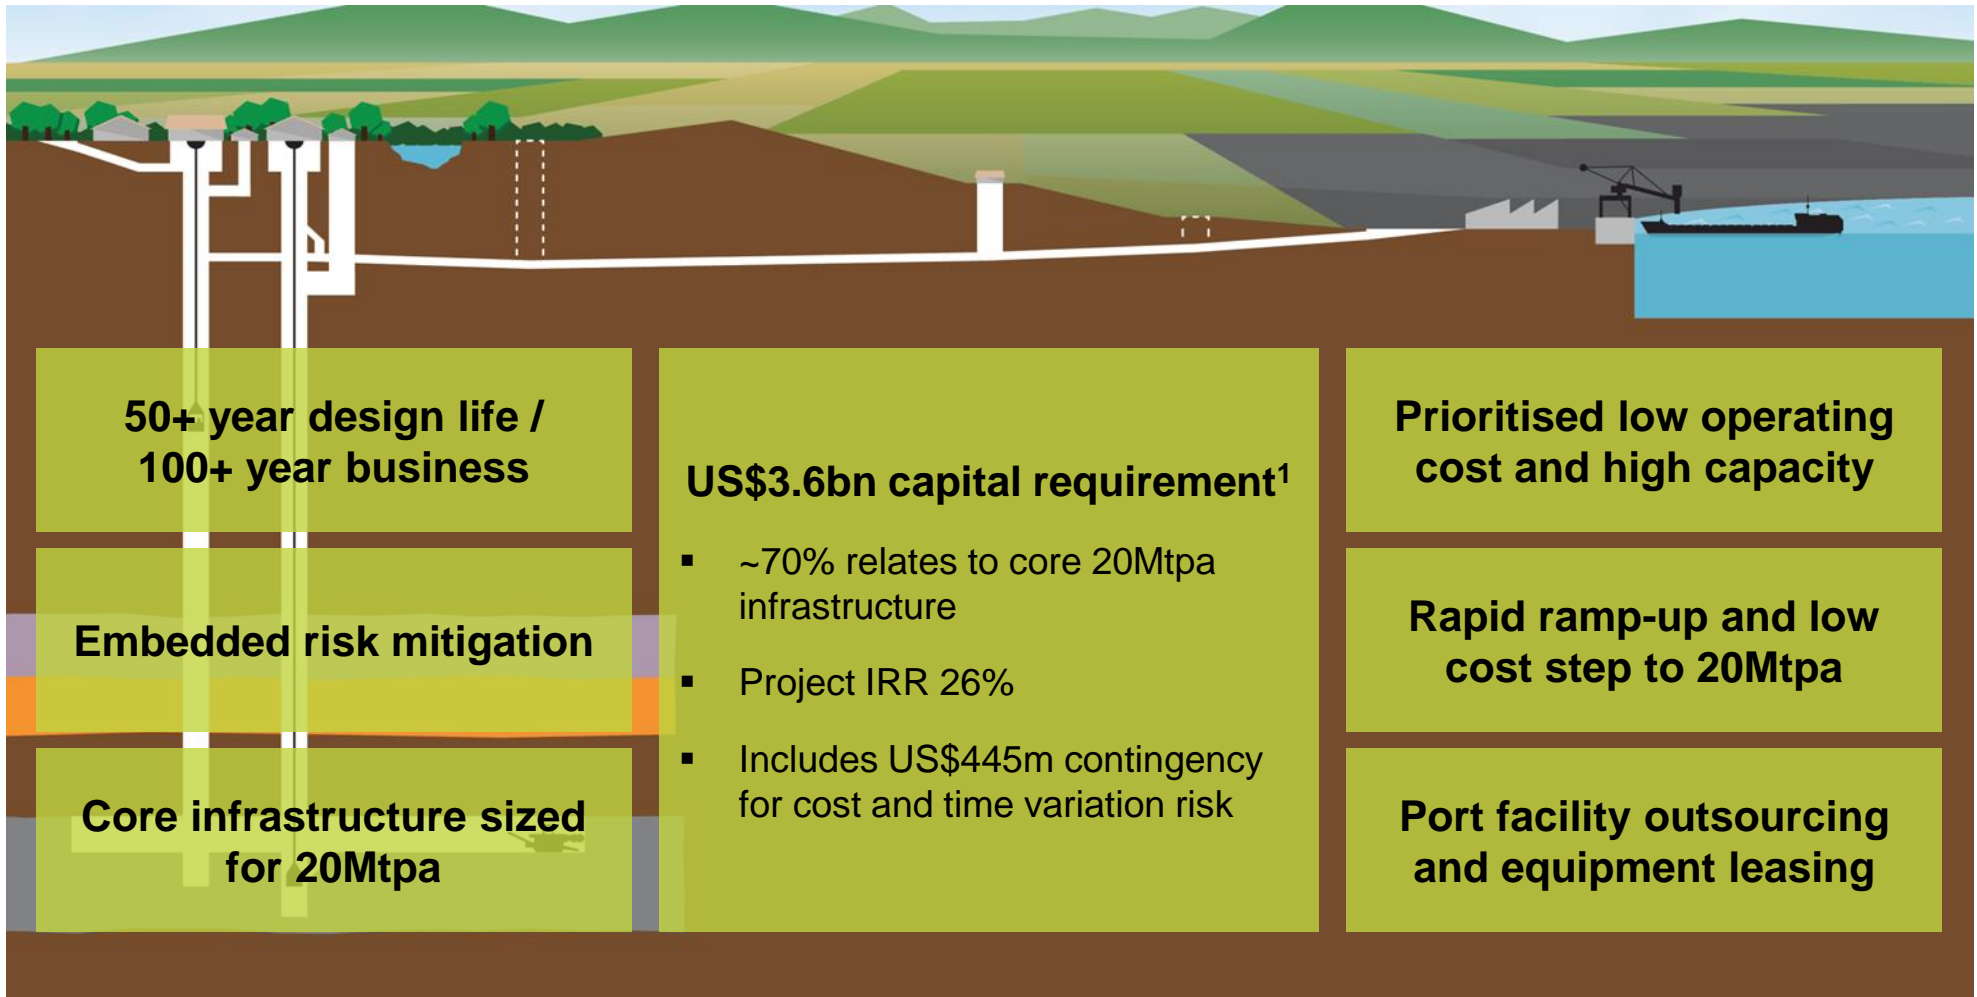 50+ year design life /
100+ year business
Embedded risk mitigation
Core infrastructure sized
for 20Mtpa
US$3.6bn capital requirement¹
▪ ~70% relates to core 20Mtpa
infrastructure
▪ Project IRR 26%
▪ Includes US$445m contingency
for cost and time variation risk
Prioritised low operating
cost and high capacity
Rapid ramp-up and low
cost step to 20Mtpa
Port facility outsourcing
and equipment leasing